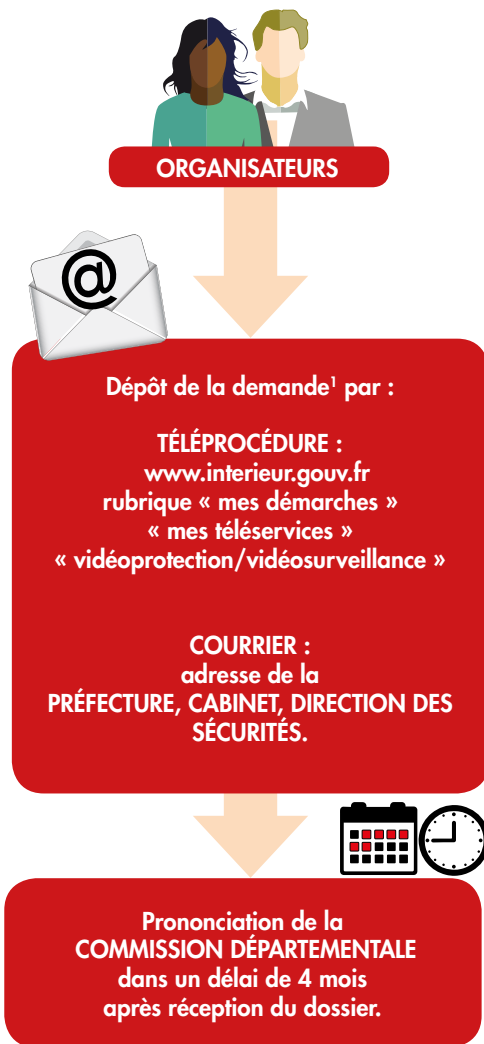 ORGANISATEURS
@
Dépôt de la demande¹ par :
TÉLÉPROCÉDURE :
www.interieur.gouv.fr
rubrique « mes démarches »
« mes téléservices »
« vidéoprotection/vidéosurveillance »
COURRIER :
adresse de la
PRÉFECTURE, CABINET, DIRECTION DES
SÉCURITÉS.
Prononciation de la
COMMISSION DÉPARTEMENTALE
dans un délai de 4 mois
après réception du dossier.